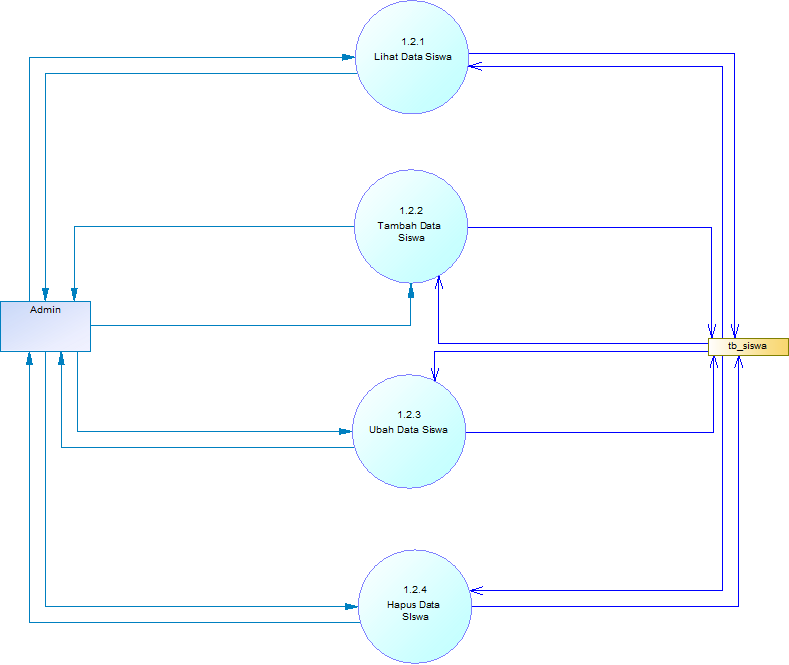 1.2.1
Lihat Data Siswa
1.2.2
Tambah Data
Siswa
Admin
tb_siswa
1.2.3
Ubah Data Siswa
1.2.4
Hapus Data
SIswa